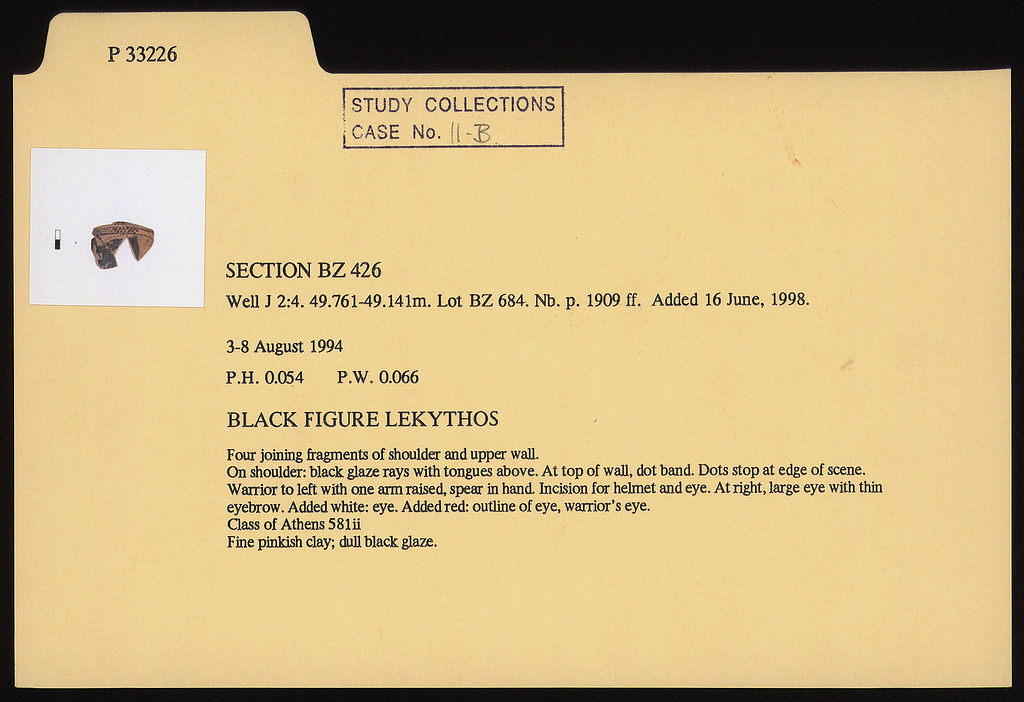 P 33226
STUDY COLLECTIONS
CASE No. 11-B
SECTION BZ 426
Well J 2:4. 49.761-49.141m. Lot BZ 684. Nb. p. 1909 ff. Added 16 June, 1998.
3-8 August 1994
P.H. 0.054 P.W. 0.066
BLACK FIGURE LEKYTHOS
Four joining fragments of shoulder and upper wall.
On shoulder: black glaze rays with tongues above. At top of wall, dot band. Dots stop at edge of scene.
Warrior to left with one arm raised, spear in hand. Incision for helmet and eye. At right, large eye with thin
eyebrow. Added white: eye. Added red: outline of eye, warrior's eye.
Class of Athens 581ii
Fine pinkish clay; dull black glaze.